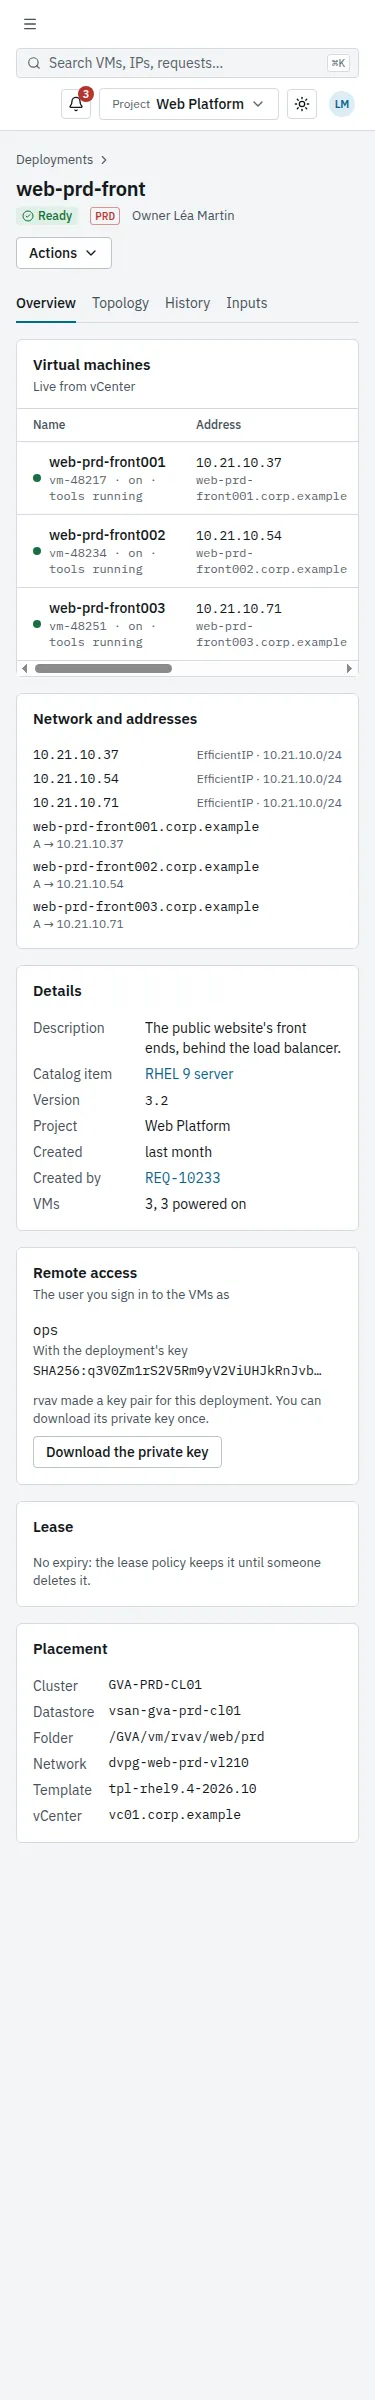 Search VMs, IPs, requests...
⌘K
3
Project Web Platform
LM
Deployments
web-prd-front
Ready PRD Owner Léa Martin
Actions
Overview Topology History Inputs
Virtual machines
Live from vCenter
Name Address
web-prd-front001 10.21.10.37
vm-48217 · on · web-prd-
tools running front001.corp.example
web-prd-front002 10.21.10.54
vm-48234 · on · web-prd-
tools running front002.corp.example
web-prd-front003 10.21.10.71
vm-48251 · on · web-prd-
tools running front003.corp.example
Network and addresses
10.21.10.37 EfficientIP · 10.21.10.0/24
10.21.10.54 EfficientIP · 10.21.10.0/24
10.21.10.71 EfficientIP · 10.21.10.0/24
web-prd-front001.corp.example
A → 10.21.10.37
web-prd-front002.corp.example
A → 10.21.10.54
web-prd-front003.corp.example
A → 10.21.10.71
Details
Description The public website's front
ends, behind the load balancer.
Catalog item RHEL 9 server
Version 3.2
Project Web Platform
Created last month
Created by REQ-10233
VMs 3, 3 powered on
Remote access
The user you sign in to the VMs as
ops
With the deployment's key
SHA256:q3V0Zm1rS2V5Rm9yV2ViUHJkRnJvb…
rvav made a key pair for this deployment. You can
download its private key once.
Download the private key
Lease
No expiry: the lease policy keeps it until someone
deletes it.
Placement
Cluster GVA-PRD-CL01
Datastore vsan-gva-prd-cl01
Folder /GVA/vm/rvav/web/prd
Network dvpg-web-prd-vl210
Template tpl-rhel9.4-2026.10
vCenter vc01.corp.example